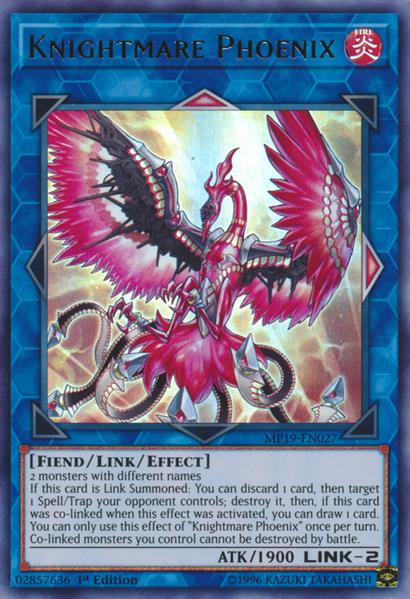 KNIGHTMARE PHOENIX
FIRE
炎
MP19-EN027
[FIEND/LINK/EFFECT]
2 monsters with different names
If this card is Link Summoned: You can discard 1 card, then target
1 Spell/Trap your opponent controls; destroy it, then, if this card
was co-linked when this effect was activated, you can draw 1 card.
You can only use this effect of "Knightmare Phoenix" once per turn.
Co-linked monsters you control cannot be destroyed by battle.
ATK/1900 LINK-2
02857636 1st Edition ©1996 KAZUKI TAKAHASHI